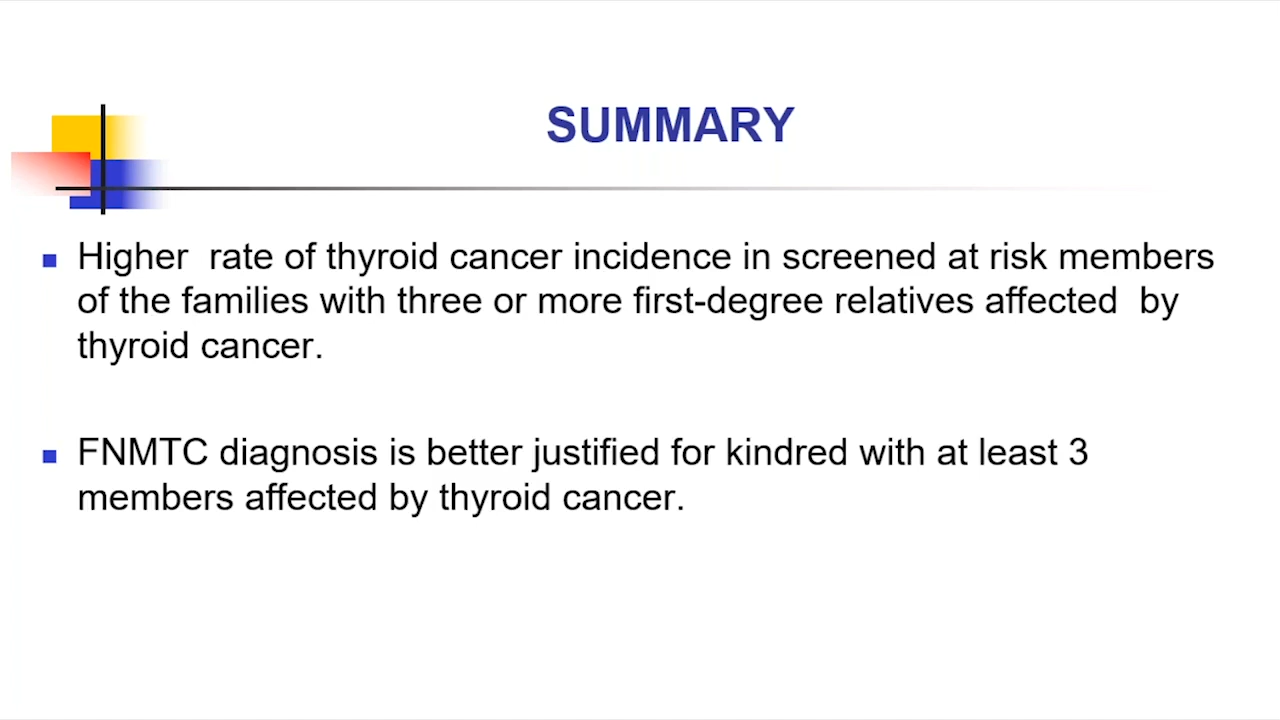 SUMMARY
Higher rate of thyroid cancer incidence in screened at risk members
of the families with three or more first-degree relatives affected by
thyroid cancer.
FNMTC diagnosis is better justified for kindred with at least 3
members affected by thyroid cancer.